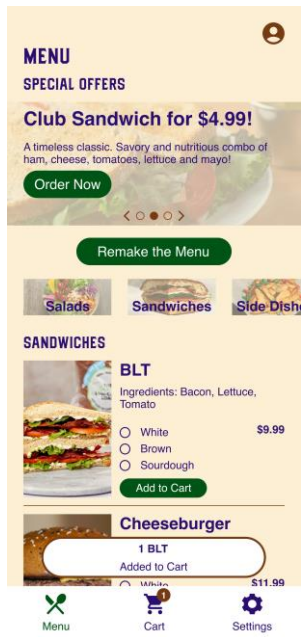 MENU
SPECIAL OFFERS
Club Sandwich for $4.99!
A timeless classic. Savory and nutritious combo of
ham, cheese, tomatoes, lettuce and mayo!
Order Now
Remake the Menu
Salads
Sandwiches
Side Dish
SANDWICHES
BLT
Ingredients: Bacon, Lettuce,
Tomato
White
$9.99
Brown
Sourdough
Add to Cart
Cheeseburger
1 BLT
Added to Cart
White
$11.99
1
Menu
Cart
Settings